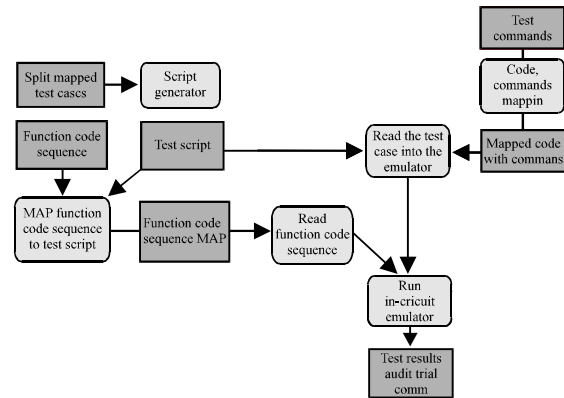 Test
commands
Split mapped
test cascs
Script
generator
Code,
commands
mappin
Function code
sequence
Test script
Read the test
case into the
emulator
Mapped code
with commans
MAP function
code sequence
to test script
Function code
sequence MAP
Read
function code
sequence
Run
in-cricuit
emulator
Test results
audit trial
comm